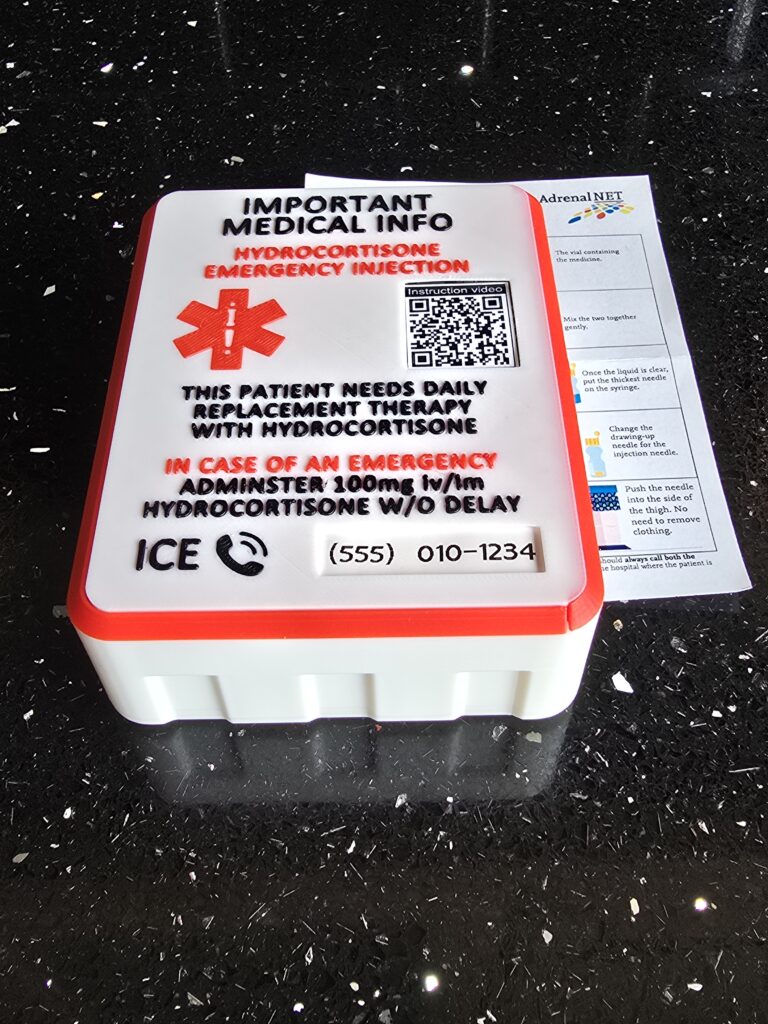 IMPORTANT
MEDICAL INFO
HYDROCORTISONE
EMERGENCY INJECTION
Instruction video
THIS PATIENT NEEDS DAILY
REPLACEMENT THERAPY
WITH HYDROCORTISONE
IN CASE OF AN EMERGENCY
ADMINSTER 100mg iv/im
HYDROCORTISONE W/O DELAY
ICE
(555) 010-1234
AdrenalNET
The vial containing
the medicine.
Mix the two together
gently.
Once the liquid is clear,
put the thickest needle
on the syringe.
Change the
drawing-up
needle for the
injection needle.
Push the needle
into the side of
the thigh. No
need to remove
clothing.
should always call both the
hospital where the patient is